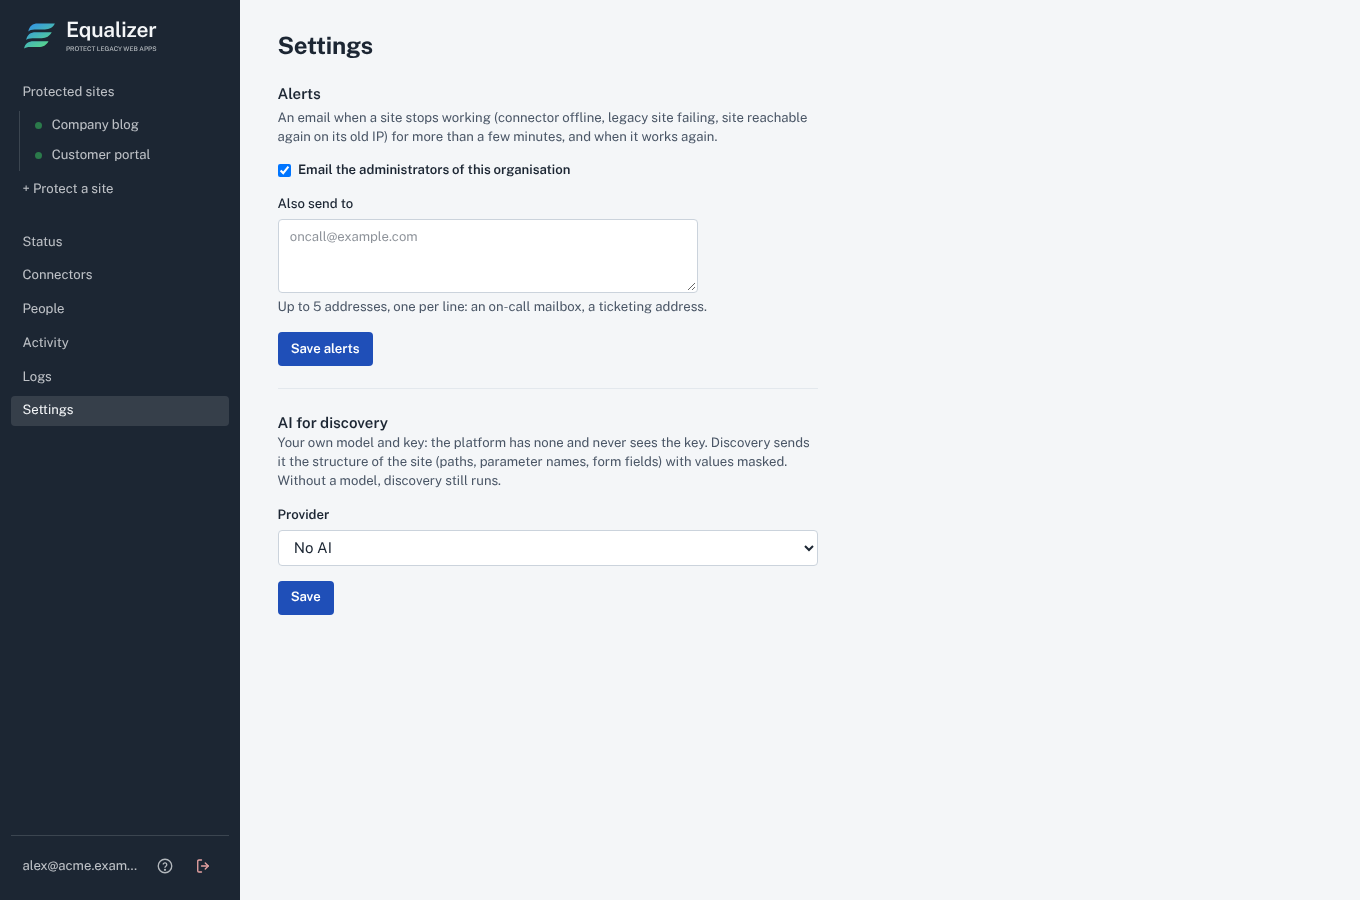 Equalizer
PROTECT LEGACY WEB APPS
Protected sites
Company blog
Customer portal
+ Protect a site
Status
Connectors
People
Activity
Logs
Settings
alex@acme.exam...
Settings
Alerts
An email when a site stops working (connector offline, legacy site failing, site reachable
again on its old IP) for more than a few minutes, and when it works again.
Email the administrators of this organisation
Also send to
oncall@example.com
Up to 5 addresses, one per line: an on-call mailbox, a ticketing address.
Save alerts
AI for discovery
Your own model and key: the platform has none and never sees the key. Discovery sends
it the structure of the site (paths, parameter names, form fields) with values masked.
Without a model, discovery still runs.
Provider
No AI
Save